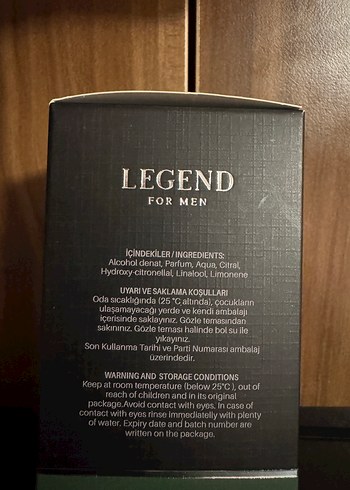 LEGEND
FOR MEN
İÇİNDEKİLER / INGREDIENTS:
Alcohol denat, Parfum, Aqua, Citral,
Hydroxy-citronellal, Linalool, Limonene
UYARI VE SAKLAMA KOŞULLARI
Oda sıcaklığında (25 °C altında), çocukların
ulaşamayacağı yerde ve kendi ambalajı
içerisinde saklayınız. Gözle temasından
sakınınız. Gözle teması halinde bol su ile
yıkayınız.
Son Kullanma Tarihi ve Parti Numarası ambalaj
üzerindedir.
WARNING AND STORAGE CONDITIONS
Keep at room temperature (below 25°C ), out of
reach of children and in its original
package.Avoid contact with eyes. In case of
contact with eyes rinse immediatelly with plenty
of water. Expiry date and batch number are
written on the package.